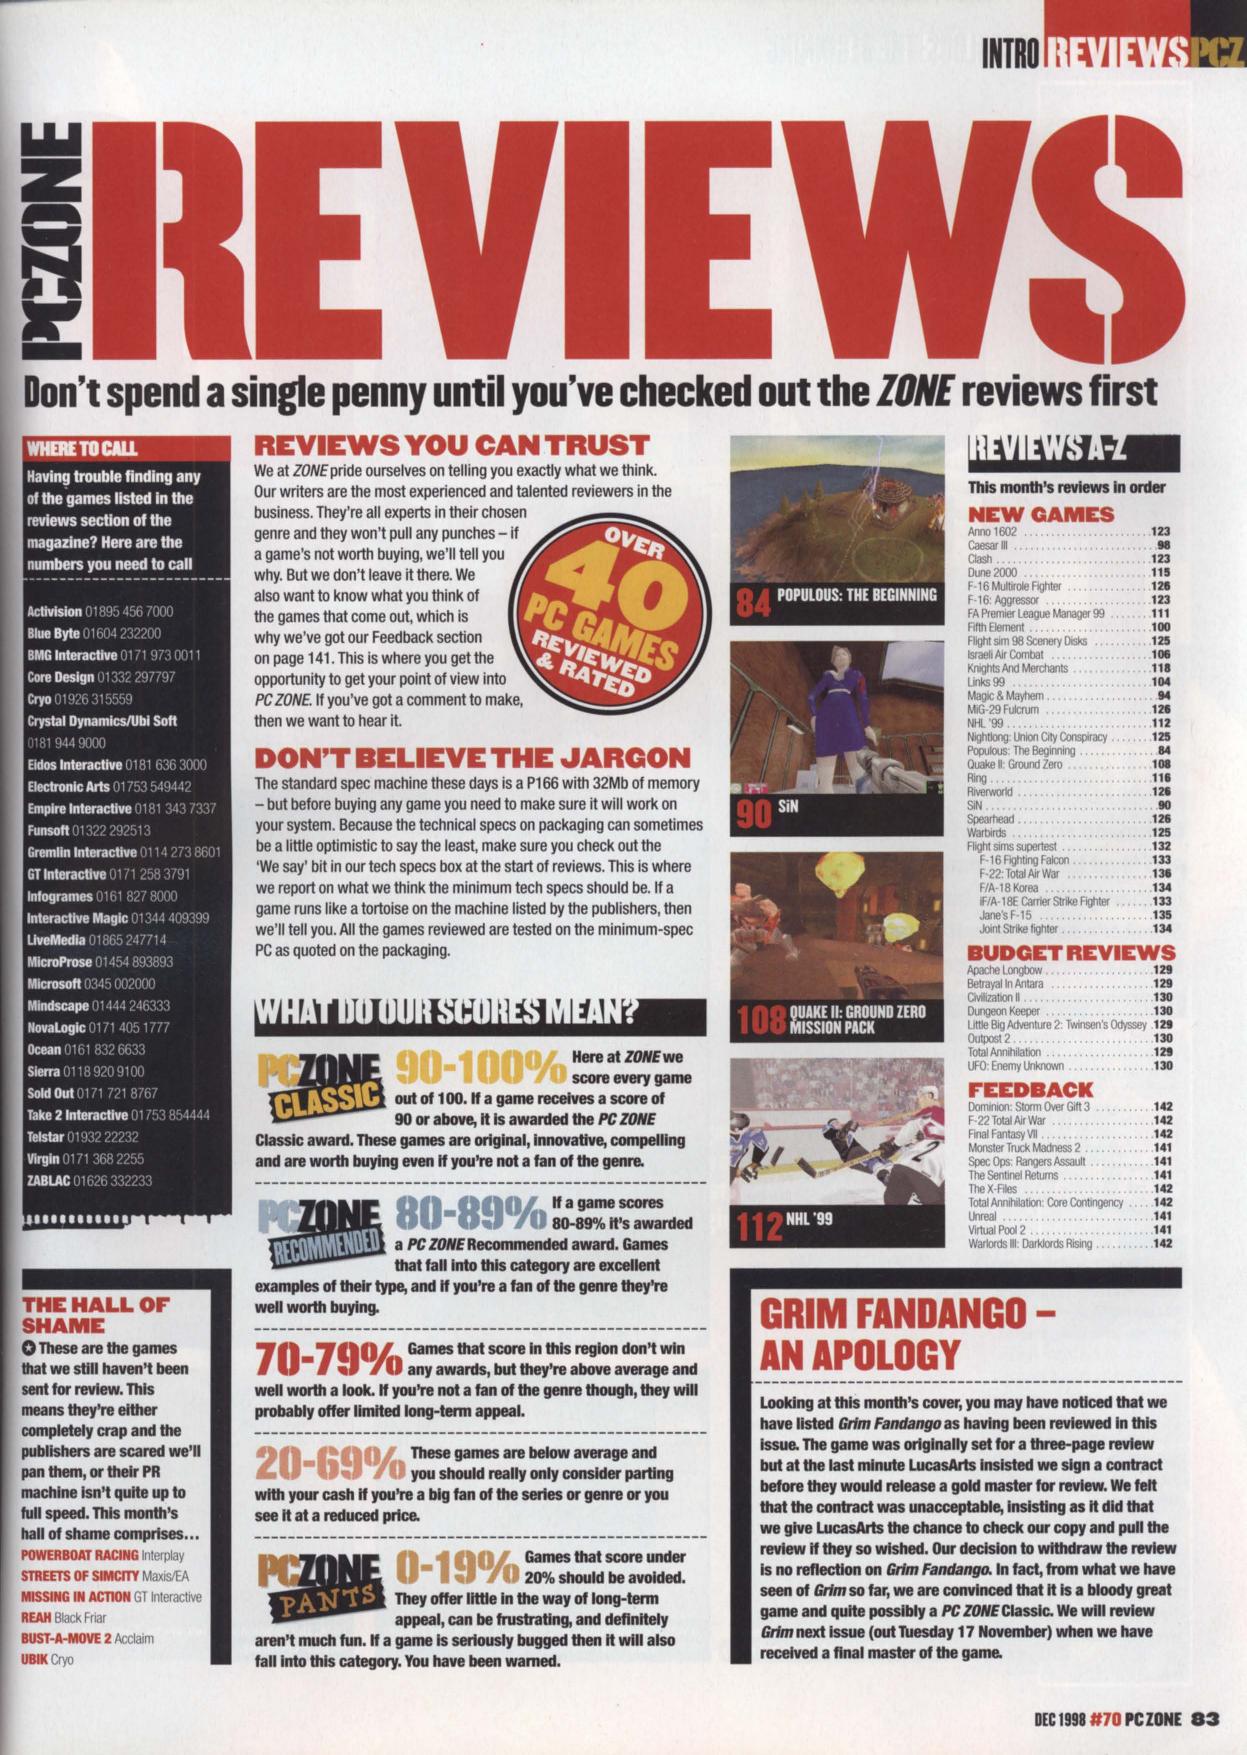 INTRO REVIEWS PCZ
PCZONE
REVIEWS
Don't spend a single penny until you've checked out the ZONE reviews first
WHERE TO CALL
Having trouble finding any
of the games listed in the
reviews section of the
magazine? Here are the
numbers you need to call
Activision 01895 456 7000
Blue Byte 01604 232200
BMG Interactive 0171 973 0011
Core Design 01332 297797
Cryo 01926 315559
Crystal Dynamics/Ubi Soft
0181 944 9000
Eidos Interactive 0181 636 3000
Electronic Arts 01753 549442
Empire Interactive 0181 343 7337
Funsoft 01322 292513
Gremlin Interactive 0114 273 8601
GT Interactive 0171 258 3791
Infogrames 0161 827 8000
Interactive Magic 01344 409399
LiveMedia 01865 247714
MicroProse 01454 893893
Microsoft 0345 002000
Mindscape 01444 246333
NovaLogic 0171 405 1777
Ocean 0161 832 6633
Sierra 0118 920 9100
Sold Out 0171 721 8767
Take 2 Interactive 01753 854444
Telstar 01932 22232
Virgin 0171 368 2255
ZABLAC 01626 332233
THE HALL OF
SHAME
These are the games
that we still haven't been
sent for review. This
means they're either
completely crap and the
publishers are scared we'll
pan them, or their PR
machine isn't quite up to
full speed. This month's
hall of shame comprises...
POWERBOAT RACING Interplay
STREETS OF SIMCITY Maxis/EA
MISSING IN ACTION GT Interactive
REAH Black Friar
BUST-A-MOVE 2 Acclaim
UBIK Cryo
REVIEWS YOU CAN TRUST
We at ZONE pride ourselves on telling you exactly what we think.
Our writers are the most experienced and talented reviewers in the
business. They're all experts in their chosen
genre and they won't pull any punches – if
a game's not worth buying, we'll tell you
why. But we don't leave it there. We
also want to know what you think of
the games that come out, which is
why we've got our Feedback section
on page 141. This is where you get the
opportunity to get your point of view into
PC ZONE. If you've got a comment to make,
then we want to hear it.
OVER
40
PC GAMES
REVIEWED
& RATED
DON'T BELIEVE THE JARGON
The standard spec machine these days is a P166 with 32Mb of memory
– but before buying any game you need to make sure it will work on
your system. Because the technical specs on packaging can sometimes
be a little optimistic to say the least, make sure you check out the
'We say' bit in our tech specs box at the start of reviews. This is where
we report on what we think the minimum tech specs should be. If a
game runs like a tortoise on the machine listed by the publishers, then
we'll tell you. All the games reviewed are tested on the minimum-spec
PC as quoted on the packaging.
WHAT DO OUR SCORES MEAN?
PCZONE
CLASSIC
90-100% Here at ZONE we
score every game
out of 100. If a game receives a score of
90 or above, it is awarded the PC ZONE
Classic award. These games are original, innovative, compelling
and are worth buying even if you're not a fan of the genre.
PCZONE
RECOMMENDED
80-89% If a game scores
80-89% it's awarded
a PC ZONE Recommended award. Games
that fall into this category are excellent
examples of their type, and if you're a fan of the genre they're
well worth buying.
70-79% Games that score in this region don't win
any awards, but they're above average and
well worth a look. If you're not a fan of the genre though, they will
probably offer limited long-term appeal.
20-69% These games are below average and
you should really only consider parting
with your cash if you're a big fan of the series or genre or you
see it at a reduced price.
PCZONE
PANTS
0-19% Games that score under
20% should be avoided.
They offer little in the way of long-term
appeal, can be frustrating, and definitely
aren't much fun. If a game is seriously bugged then it will also
fall into this category. You have been warned.
84 POPULOUS: THE BEGINNING
90 SiN
108 QUAKE II: GROUND ZERO
MISSION PACK
112 NHL '99
REVIEWS A-Z
This month's reviews in order
NEW GAMES
Anno 1602 123
Caesar III 98
Clash 123
Dune 2000 115
F-16 Multirole Fighter 126
F-16: Aggressor 123
FA Premier League Manager 99 111
Fifth Element 100
Flight sim 98 Scenery Disks 125
Israeli Air Combat 106
Knights And Merchants 118
Links 99 104
Magic & Mayhem 94
MiG-29 Fulcrum 126
NHL '99 112
Nightlong: Union City Conspiracy 125
Populous: The Beginning 84
Quake II: Ground Zero 108
Ring 116
Riverworld 126
SiN 90
Spearhead 126
Warbirds 125
Flight sims supertest 132
F-16 Fighting Falcon 133
F-22: Total Air War 136
F/A-18 Korea 134
iF/A-18E Carrier Strike Fighter 133
Jane's F-15 135
Joint Strike fighter 134
BUDGET REVIEWS
Apache Longbow 129
Betrayal In Antara 129
Civilization II 130
Dungeon Keeper 130
Little Big Adventure 2: Twinsen's Odyssey 129
Outpost 2 130
Total Annihilation 129
UFO: Enemy Unknown 130
FEEDBACK
Dominion: Storm Over Gift 3 142
F-22 Total Air War 142
Final Fantasy VII 142
Monster Truck Madness 2 141
Spec Ops: Rangers Assault 141
The Sentinel Returns 141
The X-Files 142
Total Annihilation: Core Contingency 142
Unreal 141
Virtual Pool 2 141
Warlords III: Darklords Rising 142
GRIM FANDANGO –
AN APOLOGY
Looking at this month's cover, you may have noticed that we
have listed Grim Fandango as having been reviewed in this
issue. The game was originally set for a three-page review
but at the last minute LucasArts insisted we sign a contract
before they would release a gold master for review. We felt
that the contract was unacceptable, insisting as it did that
we give LucasArts the chance to check our copy and pull the
review if they so wished. Our decision to withdraw the review
is no reflection on Grim Fandango. In fact, from what we have
seen of Grim so far, we are convinced that it is a bloody great
game and quite possibly a PC ZONE Classic. We will review
Grim next issue (out Tuesday 17 November) when we have
received a final master of the game.
DEC 1998 #70 PC ZONE 83